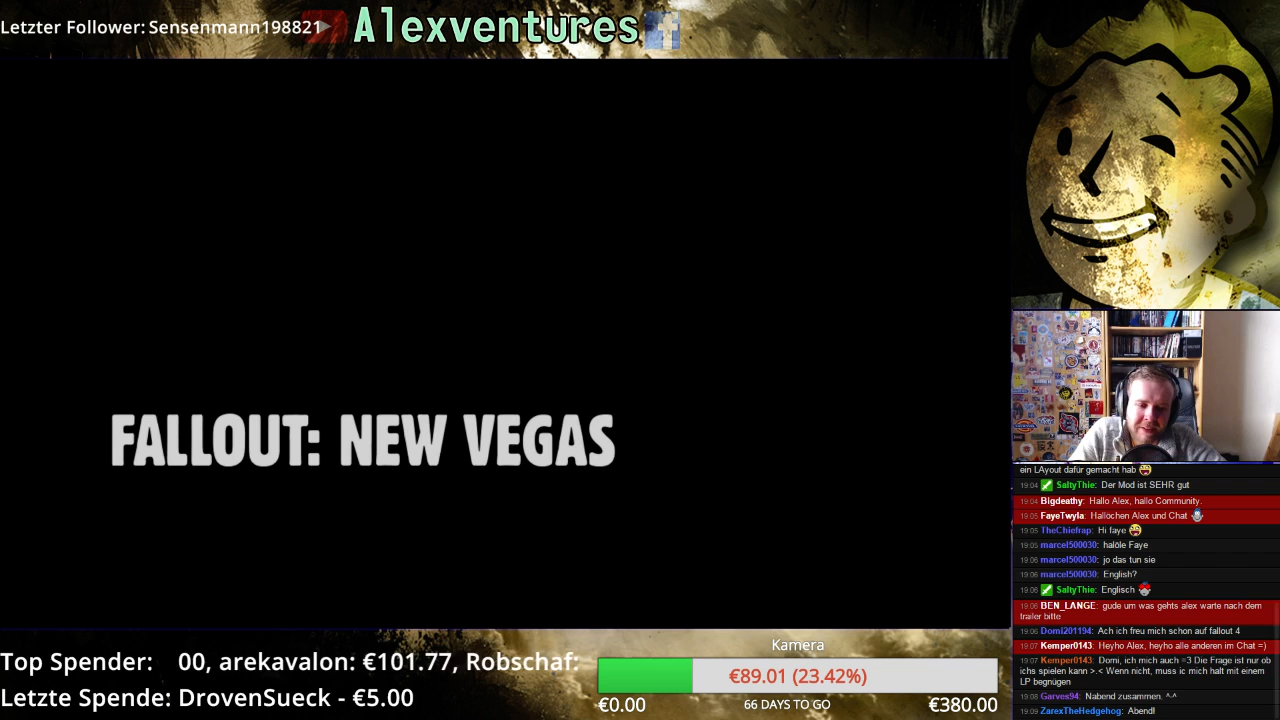 Letzter Follower: Sensenmann198821
Alexventures
FALLOUT: NEW VEGAS
ein LAyout dafür gemacht hab
19:04 SaltyThie: Der Mod ist SEHR gut
19:04 Bigdeathy: Hallo Alex, hallo Community.
19:05 FayeTwyla: Hallöchen Alex und Chat
19:05 TheChiefrap: Hi faye
19:05 marcel500030: halöle Faye
19:06 marcel500030: jo das tun sie
19:06 marcel500030: English?
19:06 SaltyThie: Englisch
19:06 BEN_LANGE: gude um was gehts alex warte nach dem
trailer bitte
19:06 Domi201194: Ach ich freu mich schon auf fallout 4
19:07 Kemper0143: Heyho Alex, heyho alle anderen im Chat =)
19:07 Kemper0143: Domi, ich mich auch =3 Die Frage ist nur ob
ichs spielen kann >.< Wenn nicht, muss ic mich halt mit einem
LP begnügen
19:08 Garves94: Nabend zusammen. ^.^
19:09 ZarexTheHedgehog: Abend!
Top Spender: 00, arekavalon: €101.77, Robschaf:
Letzte Spende: DrovenSueck - €5.00
Kamera
€89.01 (23.42%)
€0.00 66 DAYS TO GO €380.00